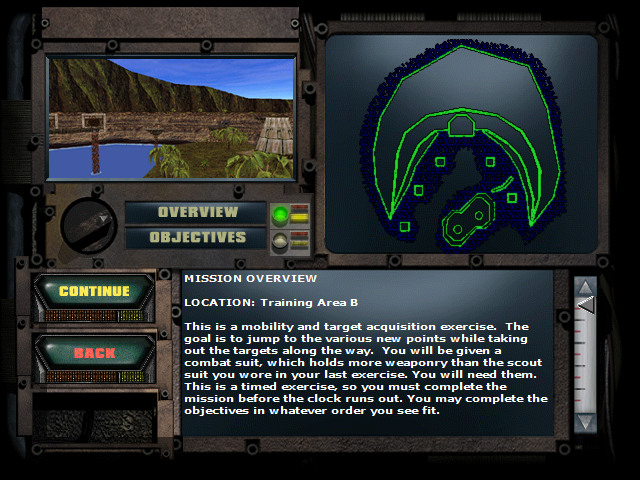 OVERVIEW
OBJECTIVES
CONTINUE
BACK
MISSION OVERVIEW
LOCATION: Training Area B
This is a mobility and target acquisition exercise.  The
goal is to jump to the various new points while taking
out the targets along the way.  You will be given a
combat suit, which holds more weaponry than the scout
suit you wore in your last exercise. You will need them.
This is a timed exercise, so you must complete the
mission before the clock runs out. You may complete the
objectives in whatever order you see fit.